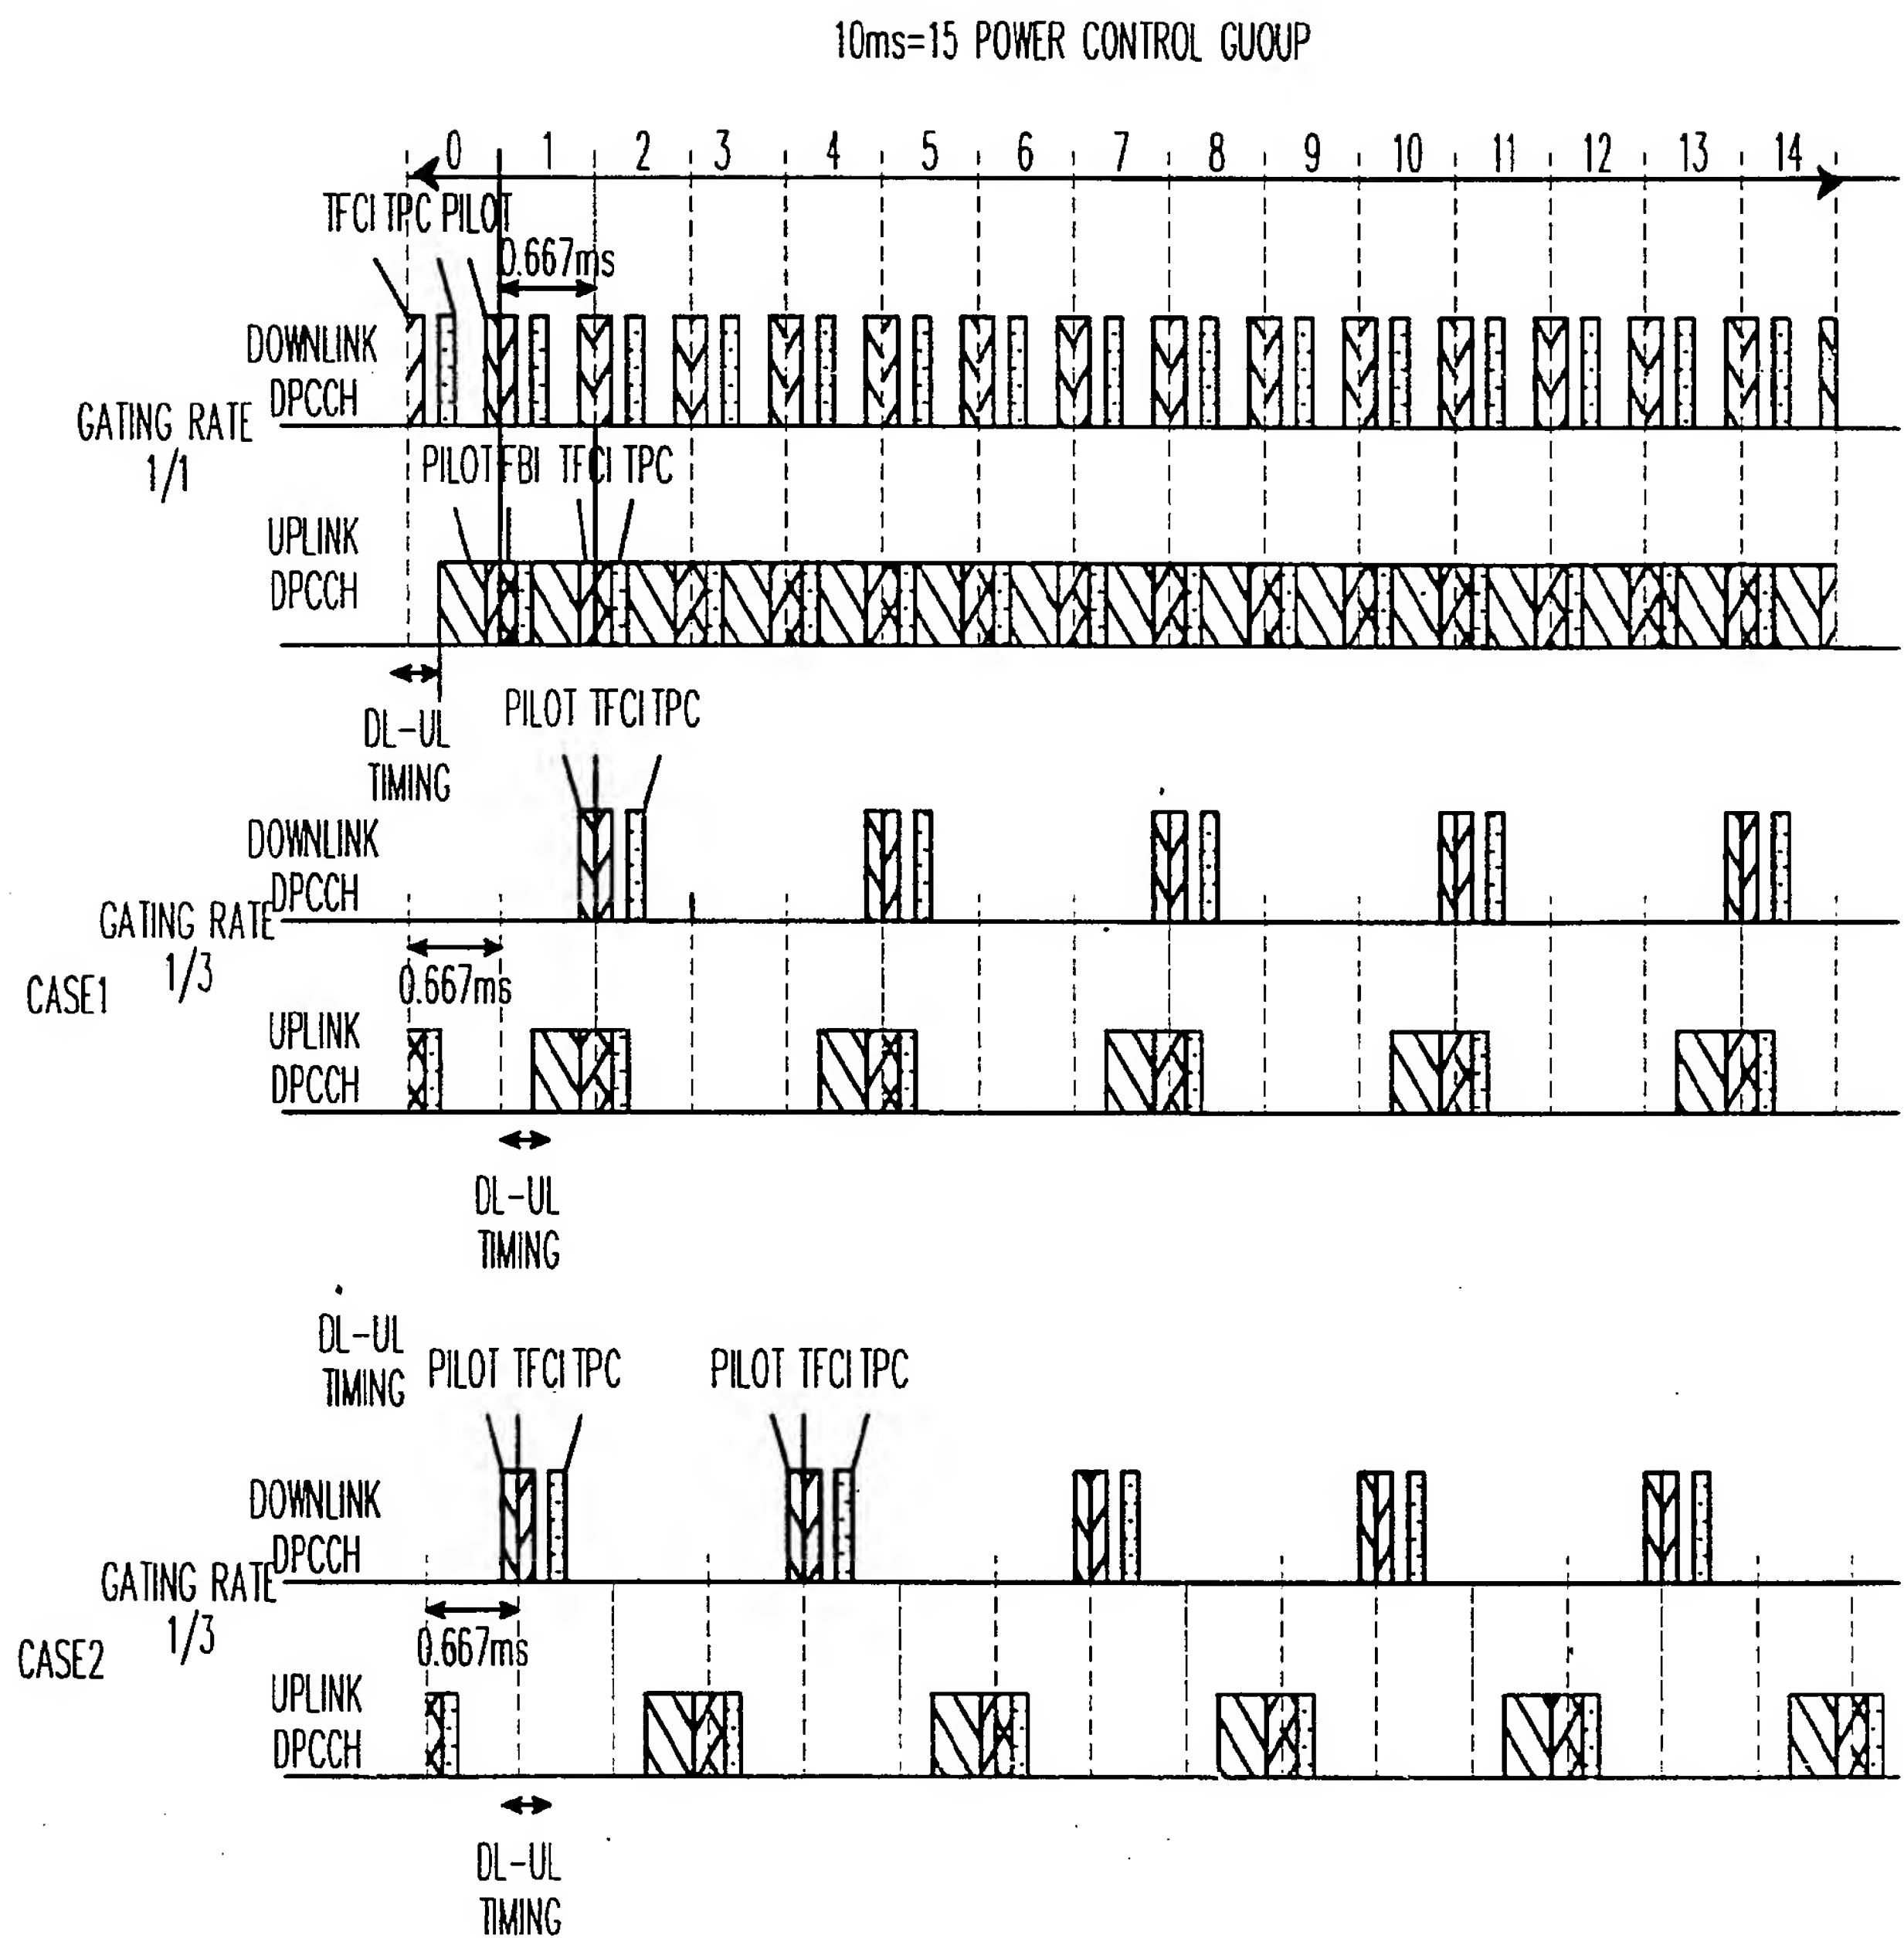 10ms=15 POWER CONTROL GUOUP
0 1 2 3 4 5 6 7 8 9 10 11 12 13 14
TFCI TPC PILOT
0.667ms
DOWNLINK
DPCCH
GATING RATE
1/1
PILOT FBI TFCI TPC
UPLINK
DPCCH
DL-UL
TIMING
PILOT TFCI TPC
DOWNLINK
DPCCH
GATING RATE
1/3
CASE1
0.667ms
UPLINK
DPCCH
DL-UL
TIMING
DL-UL
TIMING
PILOT TFCI TPC
PILOT TFCI TPC
DOWNLINK
DPCCH
GATING RATE
1/3
CASE2
0.667ms
UPLINK
DPCCH
DL-UL
TIMING